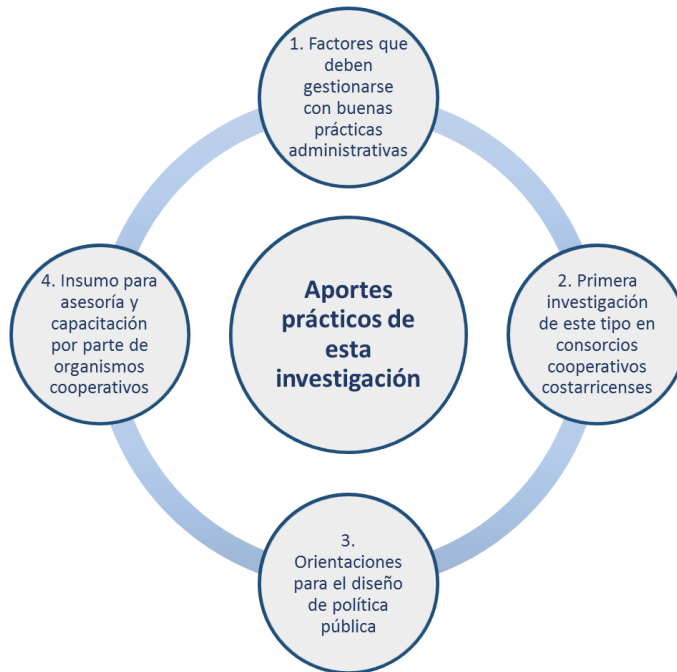 1. Factores que
deben
gestionarse
con buenas
prácticas
administrativas
Aportes
prácticos de
esta
investigación
2. Primera
investigación
de este tipo en
consorcios
cooperativos
costarricenses
3.
Orientaciones
para el diseño
de política
pública
4. Insumo para
asesoría y
capacitación
por parte de
organismos
cooperativos